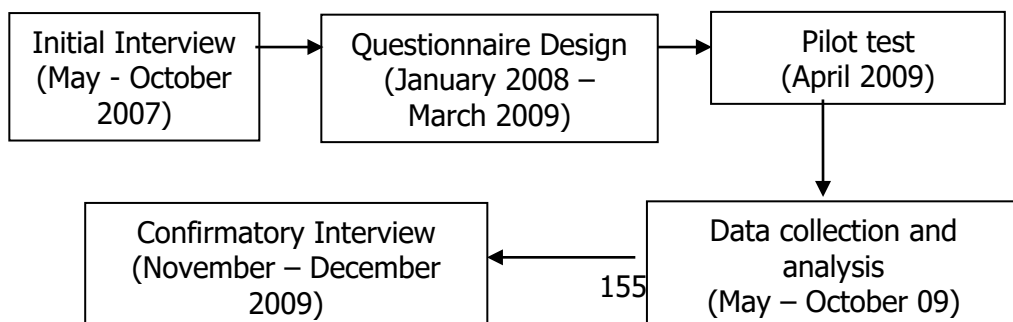 Initial Interview
(May - October
2007)
Questionnaire Design
(January 2008 –
March 2009)
Pilot test
(April 2009)
Data collection and
analysis
(May – October 09)
Confirmatory Interview
(November – December
2009)
155